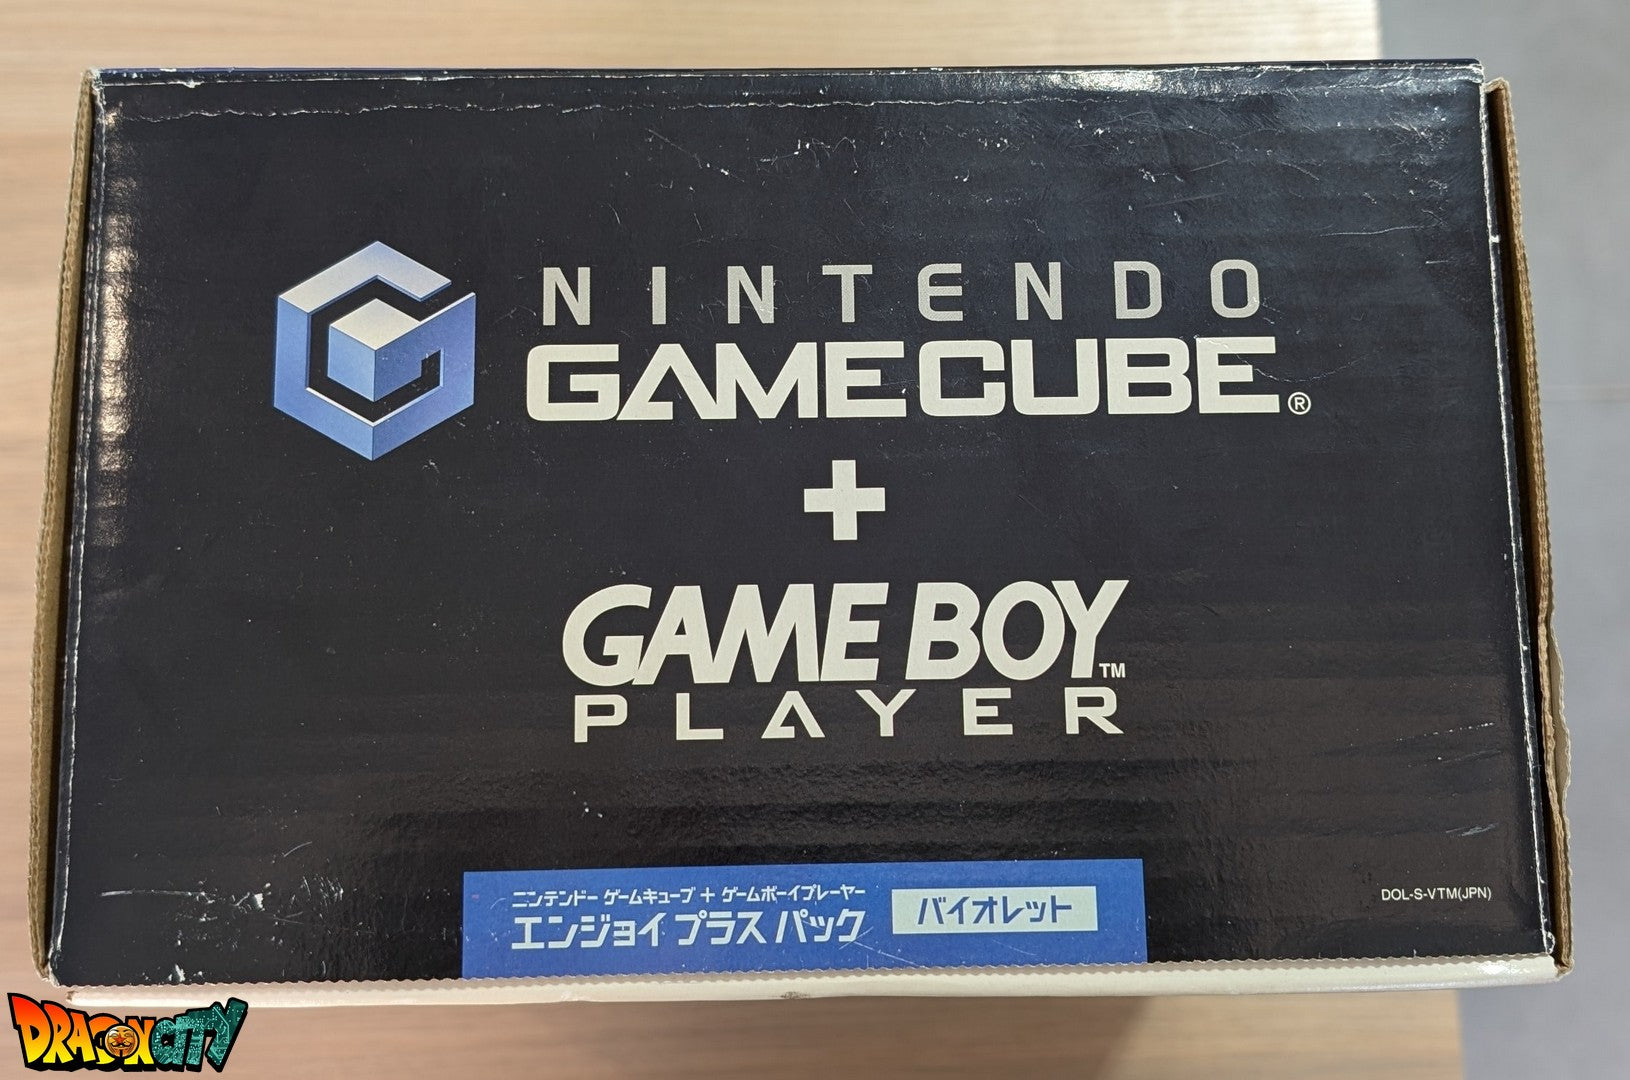 NINTENDO
GAMECUBE®
+
GAME BOY™
PLAYER
ニンテンドー ゲームキューブ + ゲームボーイプレーヤー
エンジョイ プラス パック
バイオレット
DOL-S-VTM(JPN)
DRAGON CITY